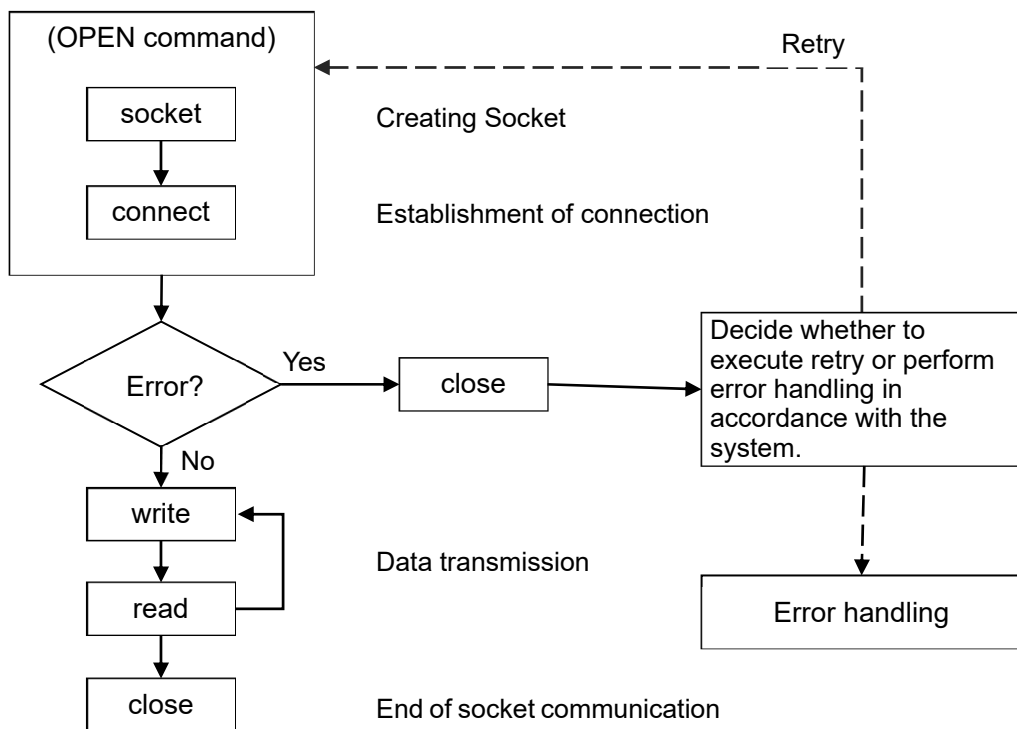 (OPEN command)
Retry
socket
Creating Socket
connect
Establishment of connection
Error?
Yes
close
Decide whether to
execute retry or perform
error handling in
accordance with the
system.
No
write
Data transmission
read
Error handling
close
End of socket communication